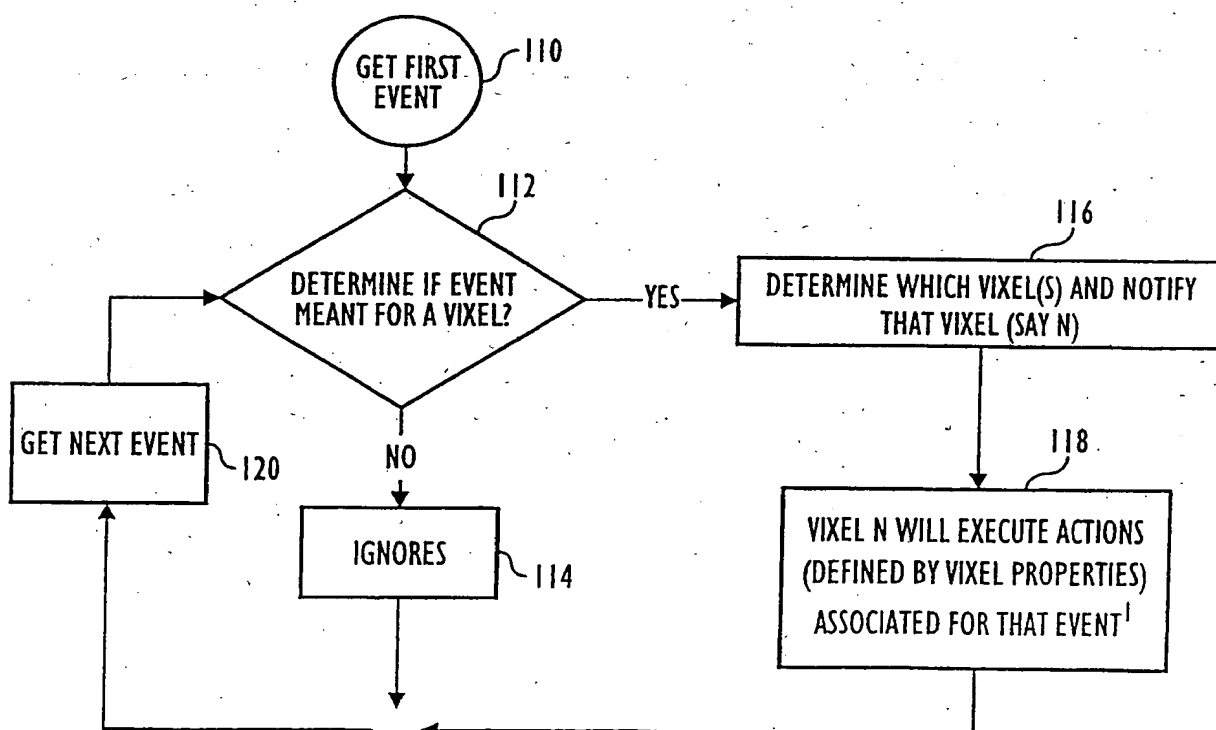 110
GET FIRST
EVENT
112
DETERMINE IF EVENT
MEANT FOR A VIXEL?
YES
116
DETERMINE WHICH VIXEL(S) AND NOTIFY
THAT VIXEL (SAY N)
GET NEXT EVENT
120
NO
118
IGNORES
114
VIXEL N WILL EXECUTE ACTIONS
(DEFINED BY VIXEL PROPERTIES)
ASSOCIATED FOR THAT EVENT¹